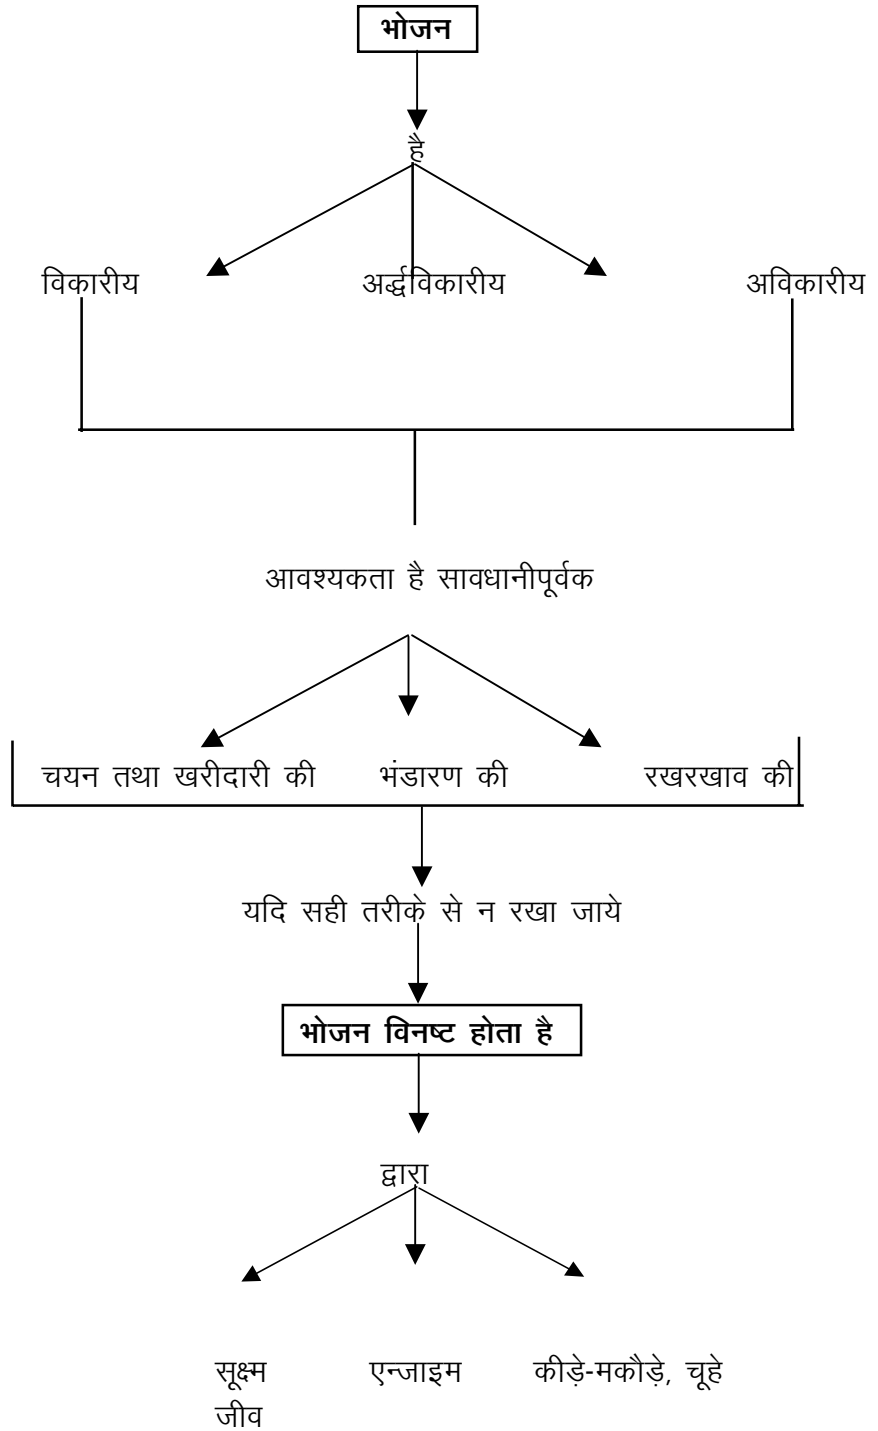 भोजन
है
विकारीय अर्द्धविकारीय अविकारीय
आवश्यकता है सावधानीपूर्वक
चयन तथा खरीदारी की भंडारण की रखरखाव की
यदि सही तरीके से न रखा जाये
भोजन विनष्ट होता है
द्वारा
सूक्ष्म एन्जाइम कीड़े-मकौड़े, चूहे
जीव